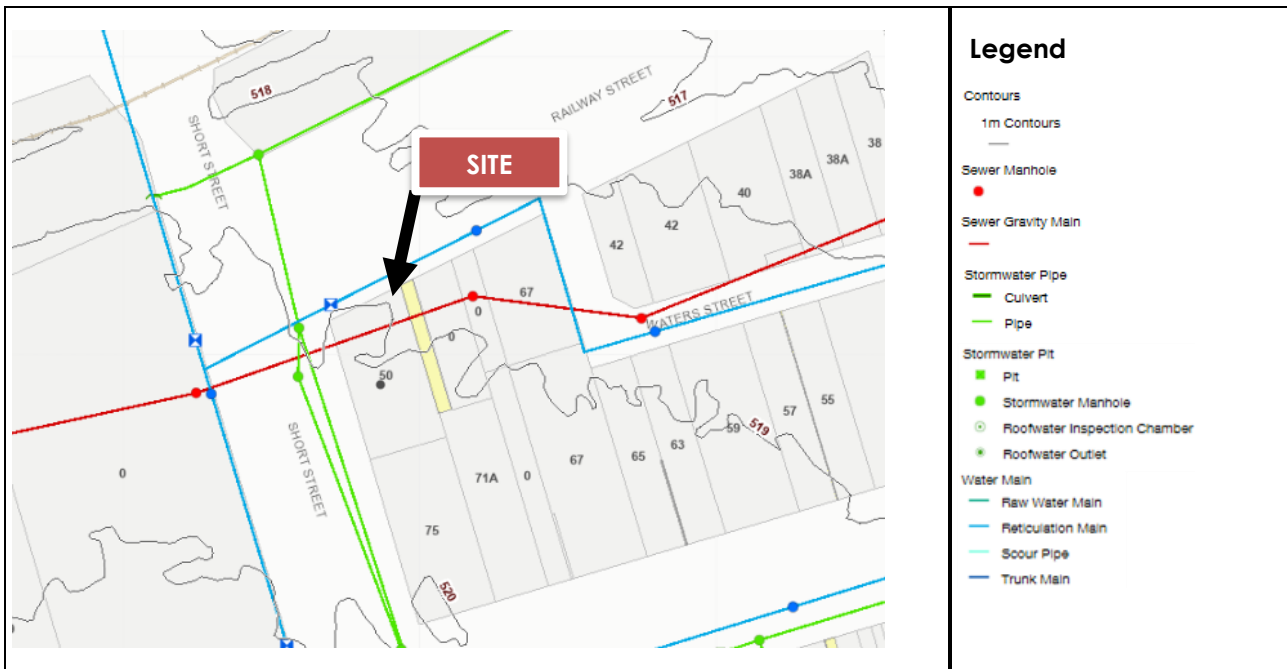 518
SHORT STREET
RAILWAY STREET
517
SITE
38
38A
38A
40
42
42
67
0
0
WATERS STREET
50
55
57
59
519
63
65
67
0
71A
75
0
SHORT STREET
520
Legend
Contours
1m Contours
Sewer Manhole
Sewer Gravity Main
Stormwater Pipe
Culvert
Pipe
Stormwater Pit
Pit
Stormwater Manhole
Roofwater Inspection Chamber
Roofwater Outlet
Water Main
Raw Water Main
Reticulation Main
Scour Pipe
Trunk Main